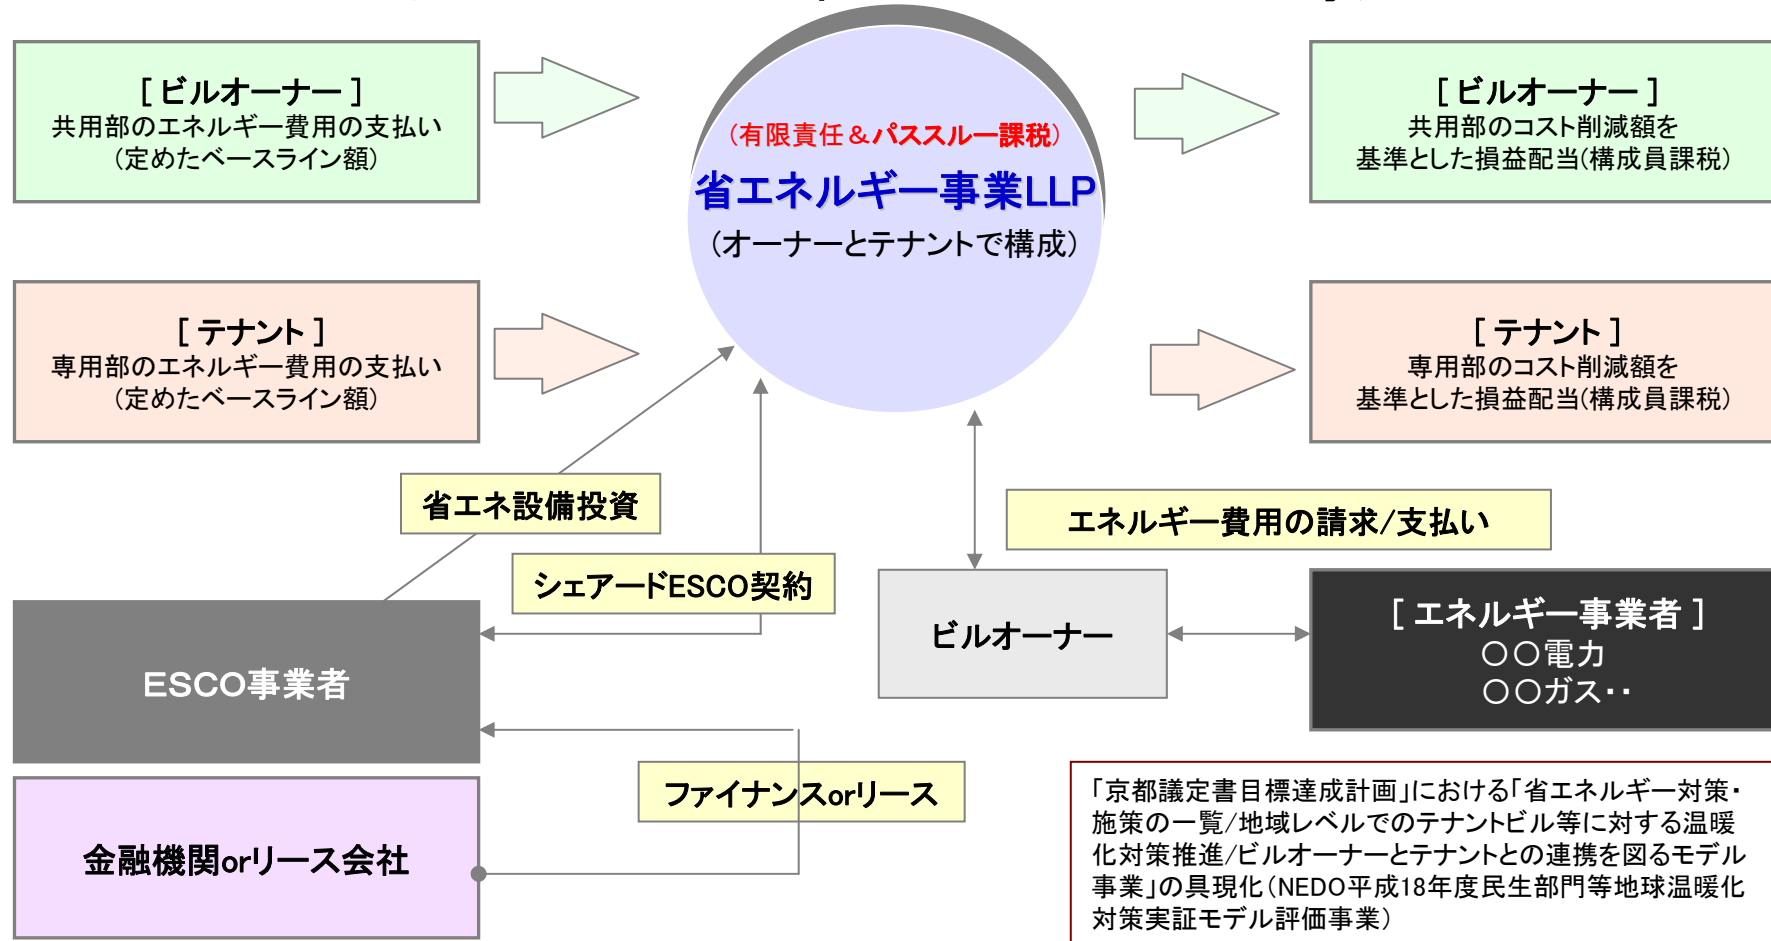 [ ビルオーナー ]
共用部のエネルギー費用の支払い
(定めたベースライン額)
(有限責任&パススルー課税)
省エネルギー事業LLP
(オーナーとテナントで構成)
[ ビルオーナー ]
共用部のコスト削減額を
基準とした損益配当(構成員課税)
[ テナント ]
専用部のエネルギー費用の支払い
(定めたベースライン額)
[ テナント ]
専用部のコスト削減額を
基準とした損益配当(構成員課税)
省エネ設備投資
エネルギー費用の請求/支払い
シェアードESCO契約
ESCO事業者
ビルオーナー
[ エネルギー事業者 ]
○○電力
○○ガス・・
ファイナンスorリース
金融機関orリース会社
「京都議定書目標達成計画」における「省エネルギー対策・
施策の一覧/地域レベルでのテナントビル等に対する温暖
化対策推進/ビルオーナーとテナントとの連携を図るモデル
事業」の具現化(NEDO平成18年度民生部門等地球温暖化
対策実証モデル評価事業)